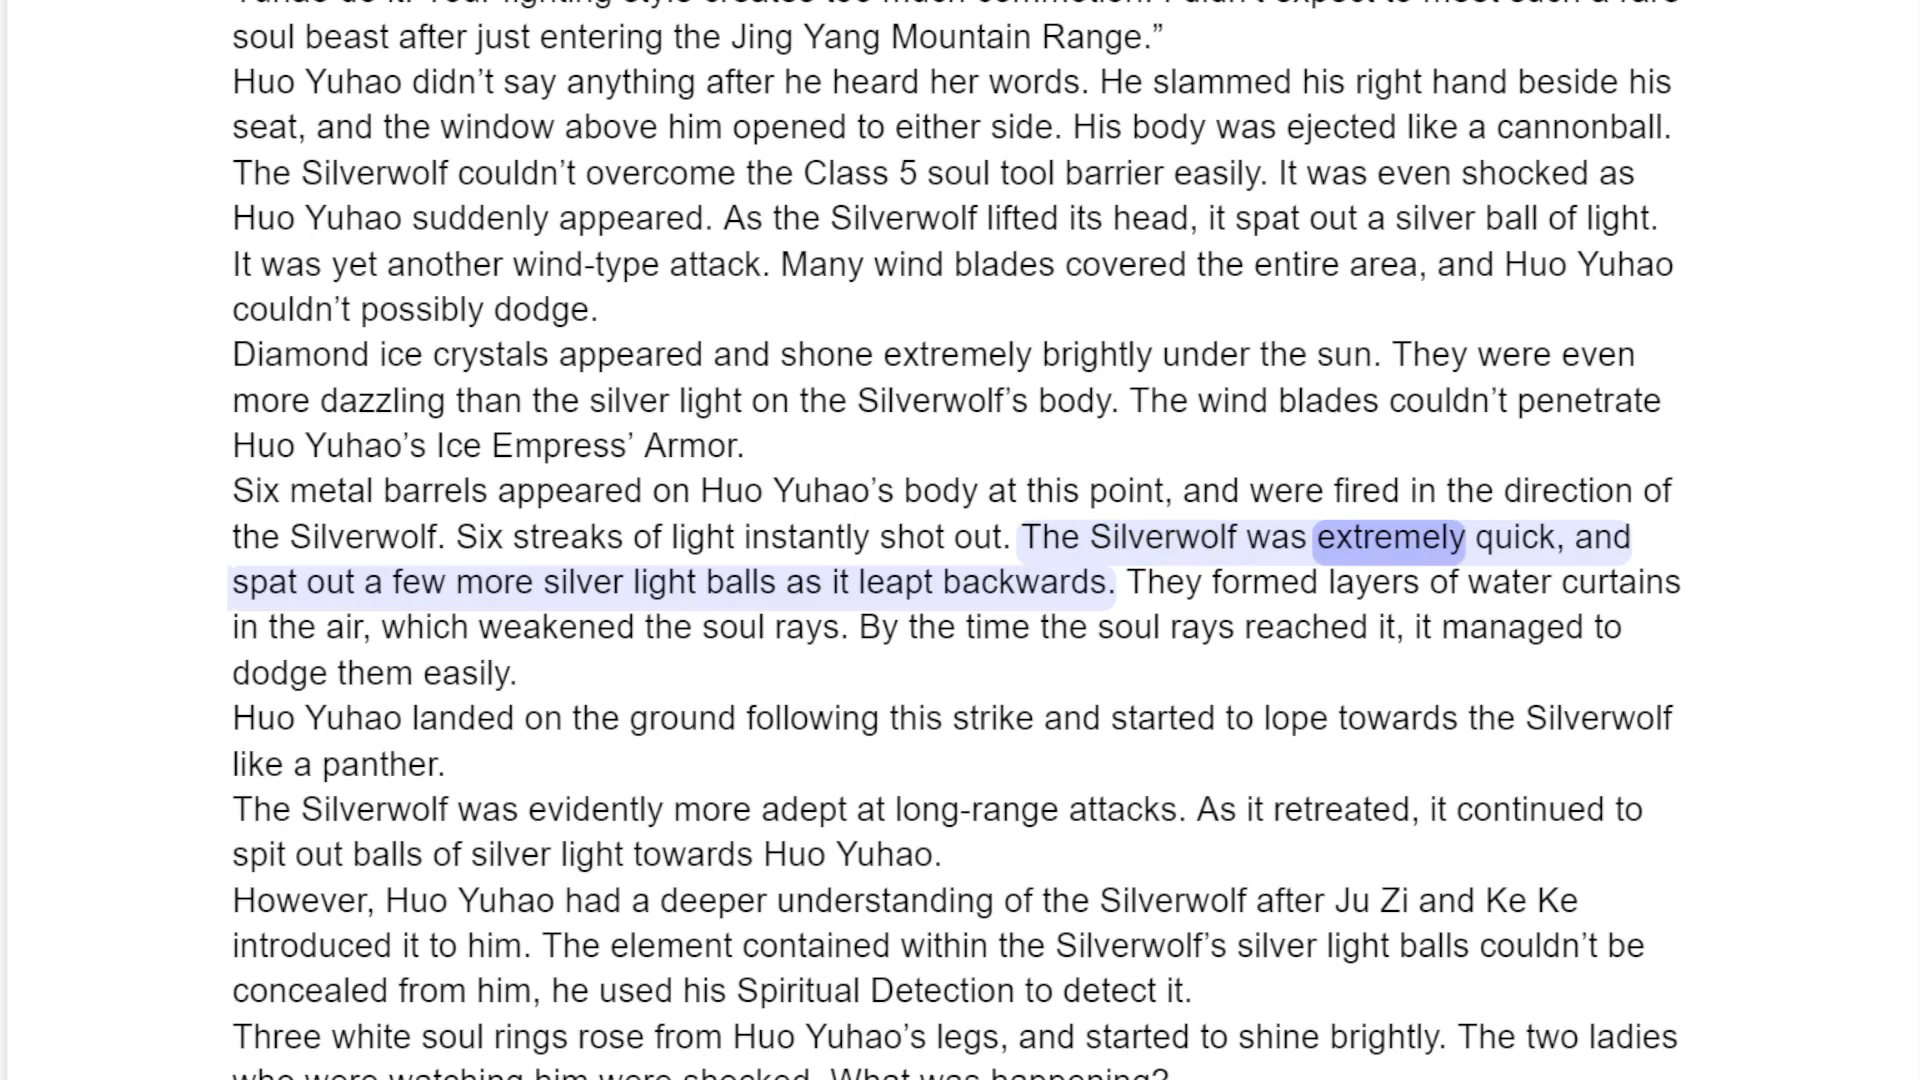 soul beast after just entering the Jing Yang Mountain Range.”
Huo Yuhao didn’t say anything after he heard her words. He slammed his right hand beside his
seat, and the window above him opened to either side. His body was ejected like a cannonball.
The Silverwolf couldn’t overcome the Class 5 soul tool barrier easily. It was even shocked as
Huo Yuhao suddenly appeared. As the Silverwolf lifted its head, it spat out a silver ball of light.
It was yet another wind-type attack. Many wind blades covered the entire area, and Huo Yuhao
couldn’t possibly dodge.
Diamond ice crystals appeared and shone extremely brightly under the sun. They were even
more dazzling than the silver light on the Silverwolf’s body. The wind blades couldn’t penetrate
Huo Yuhao’s Ice Empress’ Armor.
Six metal barrels appeared on Huo Yuhao’s body at this point, and were fired in the direction of
the Silverwolf. Six streaks of light instantly shot out. The Silverwolf was extremely quick, and
spat out a few more silver light balls as it leapt backwards. They formed layers of water curtains
in the air, which weakened the soul rays. By the time the soul rays reached it, it managed to
dodge them easily.
Huo Yuhao landed on the ground following this strike and started to lope towards the Silverwolf
like a panther.
The Silverwolf was evidently more adept at long-range attacks. As it retreated, it continued to
spit out balls of silver light towards Huo Yuhao.
However, Huo Yuhao had a deeper understanding of the Silverwolf after Ju Zi and Ke Ke
introduced it to him. The element contained within the Silverwolf’s silver light balls couldn’t be
concealed from him, he used his Spiritual Detection to detect it.
Three white soul rings rose from Huo Yuhao’s legs, and started to shine brightly. The two ladies
who were watching him were shocked. What was happening?